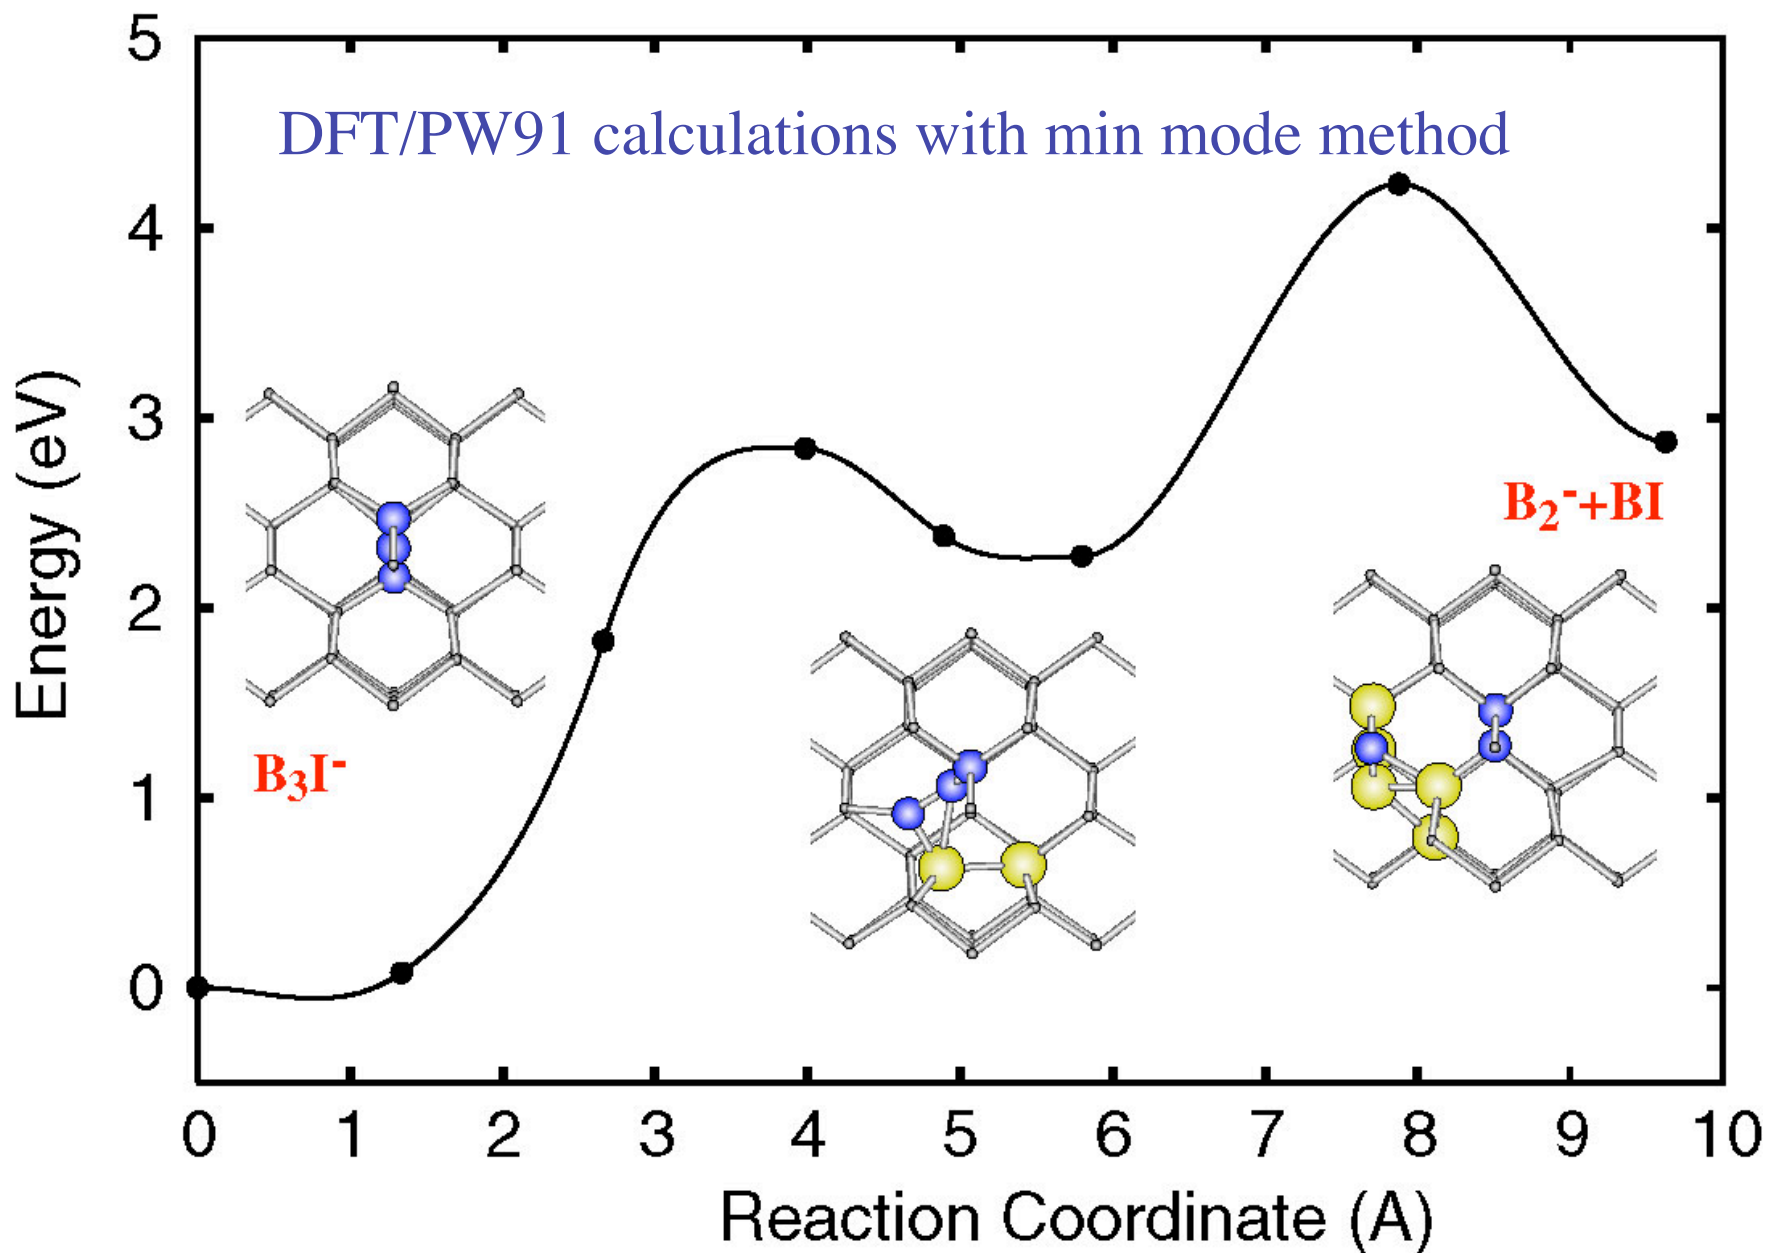 DFT/PW91 calculations with min mode method
5
4
3
2
1
0
Energy (eV)
B₃I⁻
B₂⁻+BI
0 1 2 3 4 5 6 7 8 9 10
Reaction Coordinate (A)